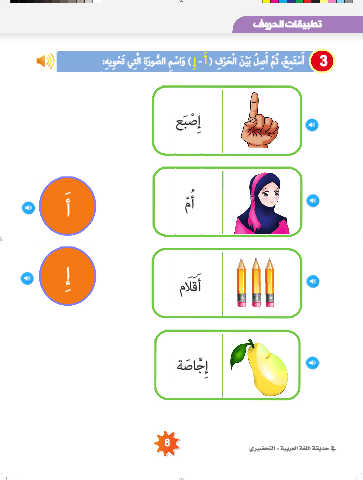 تطبيقات الحروف
3 أَسْتَمِعُ، ثُمَّ أَصِلُ بَيْنَ الْحَرْفِ (أَ - إِ) وَاسْمِ الصُّورَةِ الَّتِي تَحْوِيهِ:
إِصْبَع
أُمّ
أَ
أَقْلَام
إِ
إِجَّاصَة
8
في حديقة اللغة العربية - التحضيري